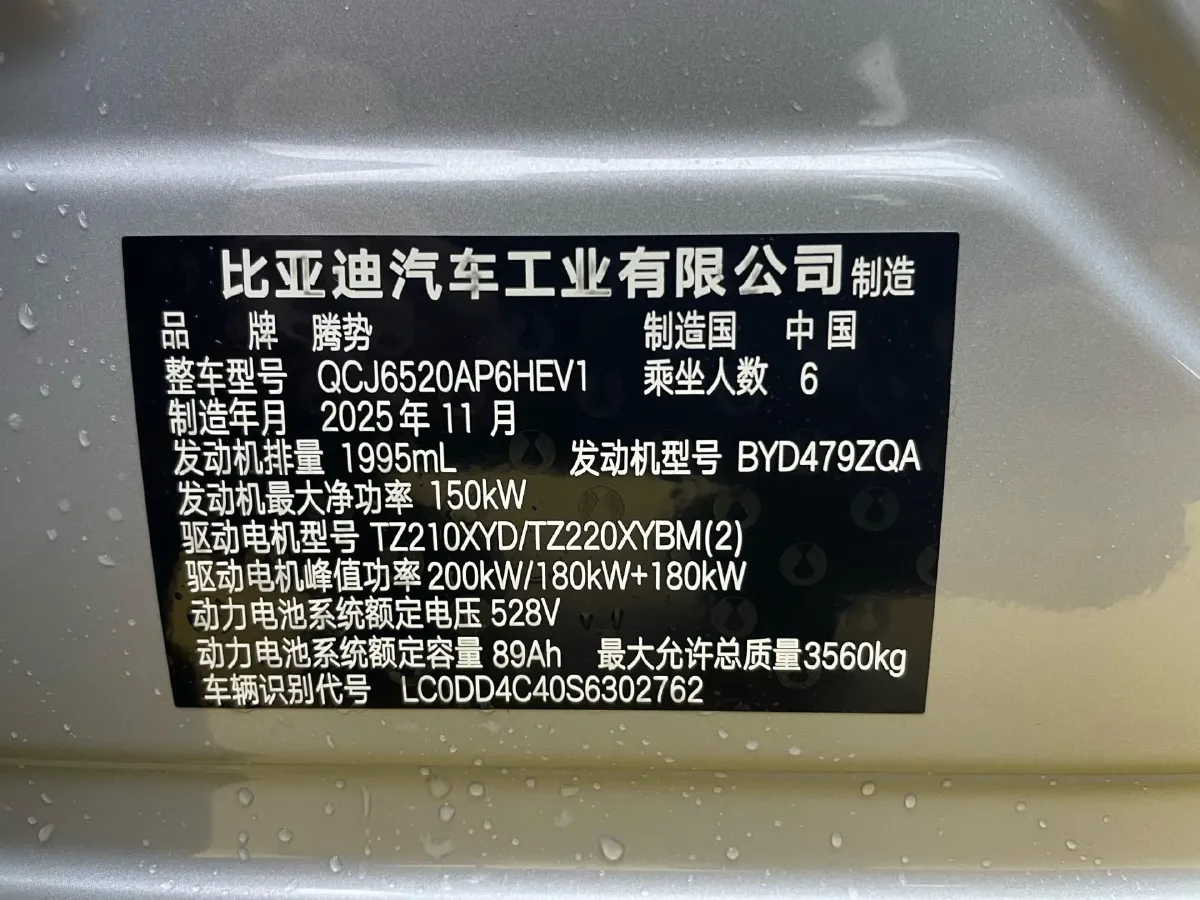 比亚迪汽车工业有限公司制造
品 牌 腾势 制造国 中国
整车型号 QCJ6520AP6HEV1 乘坐人数 6
制造年月 2025年11月
发动机排量 1995mL 发动机型号 BYD479ZQA
发动机最大净功率 150kW
驱动电机型号 TZ210XYD/TZ220XYBM(2)
驱动电机峰值功率 200kW/180kW+180kW
动力电池系统额定电压 528V
动力电池系统额定容量 89Ah 最大允许总质量3560kg
车辆识别代号 LC0DD4C40S6302762